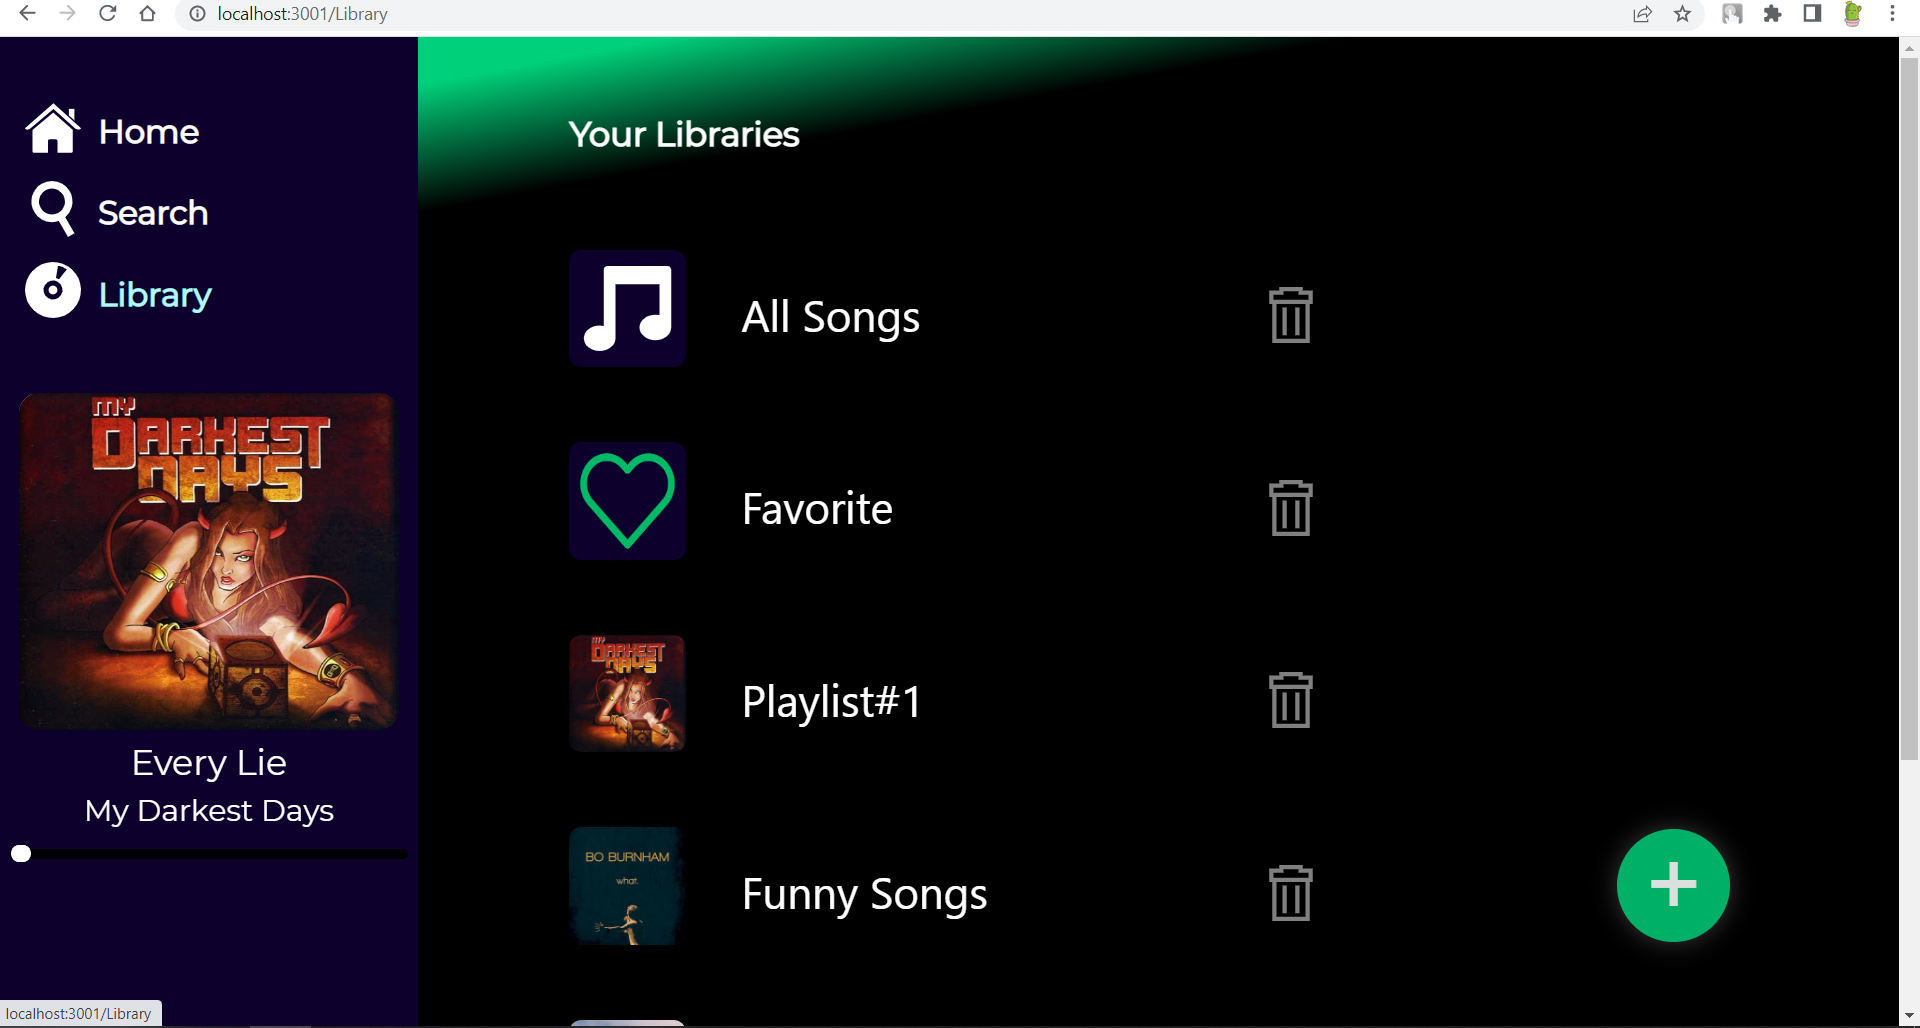 localhost:3001/Library
Home
Search
Library
MY
DARKEST
DAYS
Every Lie
My Darkest Days
Your Libraries
All Songs
Favorite
MY
DARKEST
DAYS
Playlist#1
BO BURNHAM
what.
Funny Songs
localhost:3001/Library